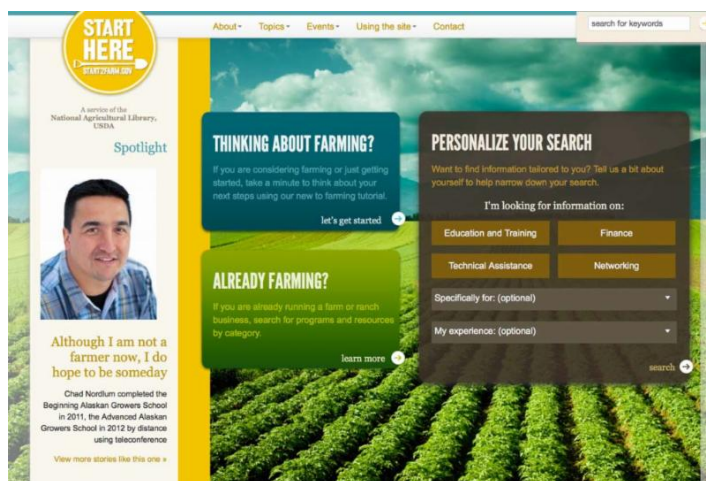 START
HERE
START2FARM.GOV
About
Topics
Events
Using the site
Contact
search for keywords
A service of the
National Agricultural Library,
USDA
Spotlight
Although I am not a
farmer now, I do
hope to be someday
Chad Nordlum completed the
Beginning Alaskan Growers School
in 2011, the Advanced Alaskan
Growers School in 2012 by distance
using teleconference
View more stories like this one »
THINKING ABOUT FARMING?
If you are considering farming or just getting
started, take a minute to think about your
next steps using our new to farming tutorial.
let's get started
ALREADY FARMING?
If you are already running a farm or ranch
business, search for programs and resources
by category.
learn more
PERSONALIZE YOUR SEARCH
Want to find information tailored to you? Tell us a bit about
yourself to help narrow down your search.
I'm looking for information on:
Education and Training
Finance
Technical Assistance
Networking
Specifically for: (optional)
My experience: (optional)
search